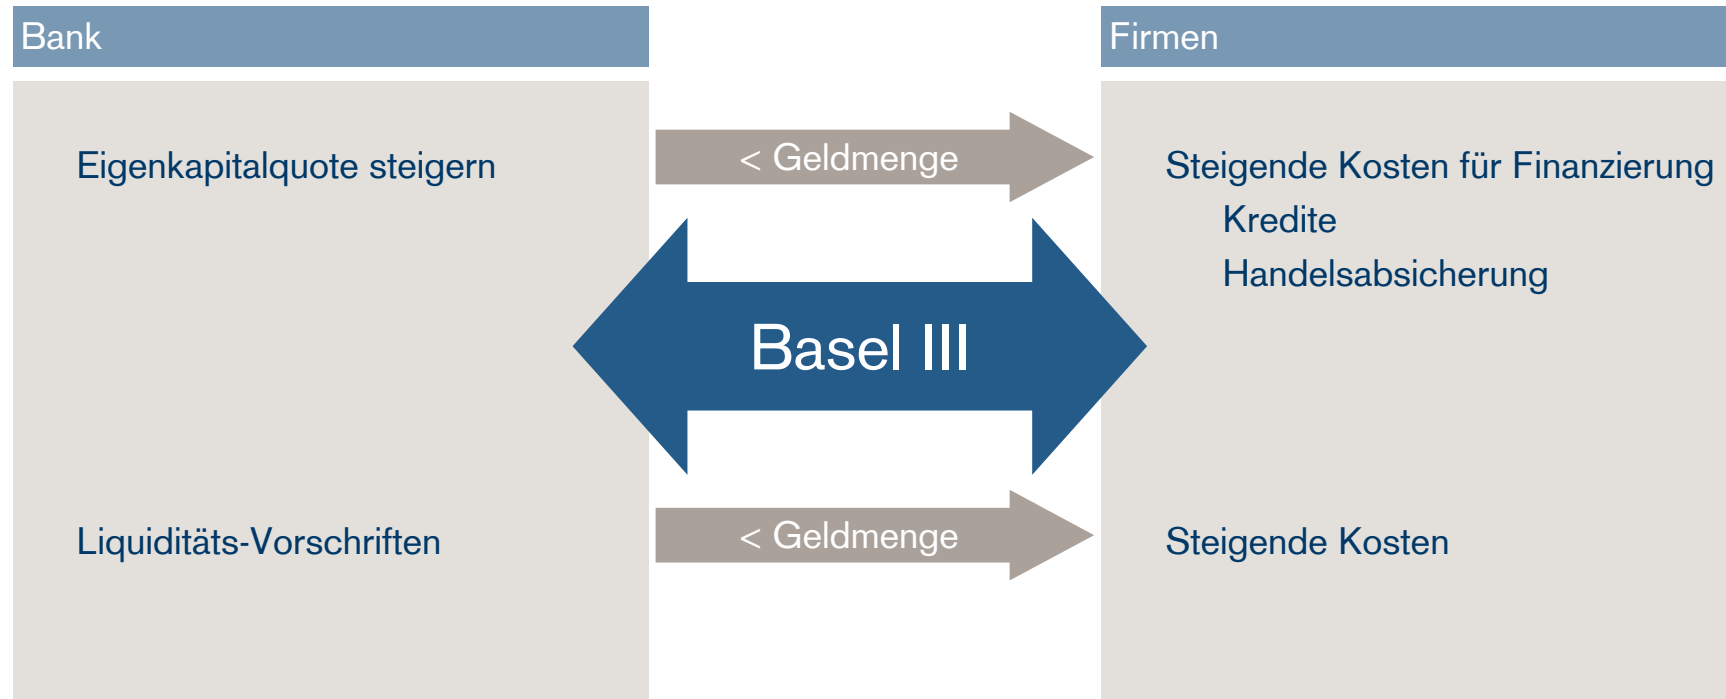 Bank
Firmen
Eigenkapitalquote steigern
< Geldmenge
Steigende Kosten für Finanzierung
Kredite
Handelsabsicherung
Basel III
Liquiditäts-Vorschriften
< Geldmenge
Steigende Kosten